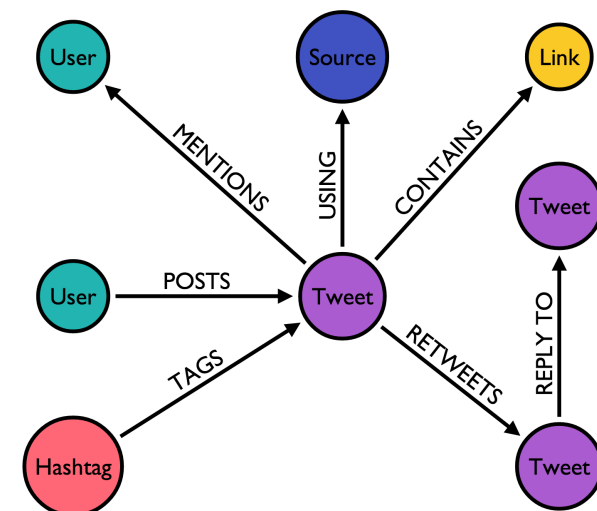 User
Source
Link
MENTIONS
USING
CONTAINS
Tweet
User
POSTS
Tweet
TAGS
RETWEETS
REPLY TO
Hashtag
Tweet